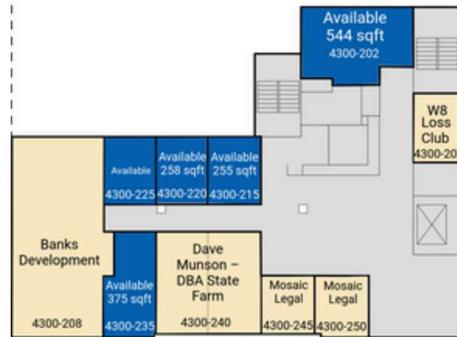 Available
544 sqft
4300-202
W8
Loss
Club
4300-20
Available
4300-225
Available
258 sqft
4300-220
Available
255 sqft
4300-215
Banks
Development
4300-208
Available
375 sqft
4300-235
Dave
Munson –
DBA State
Farm
4300-240
Mosaic
Legal
4300-245
Mosaic
Legal
4300-250